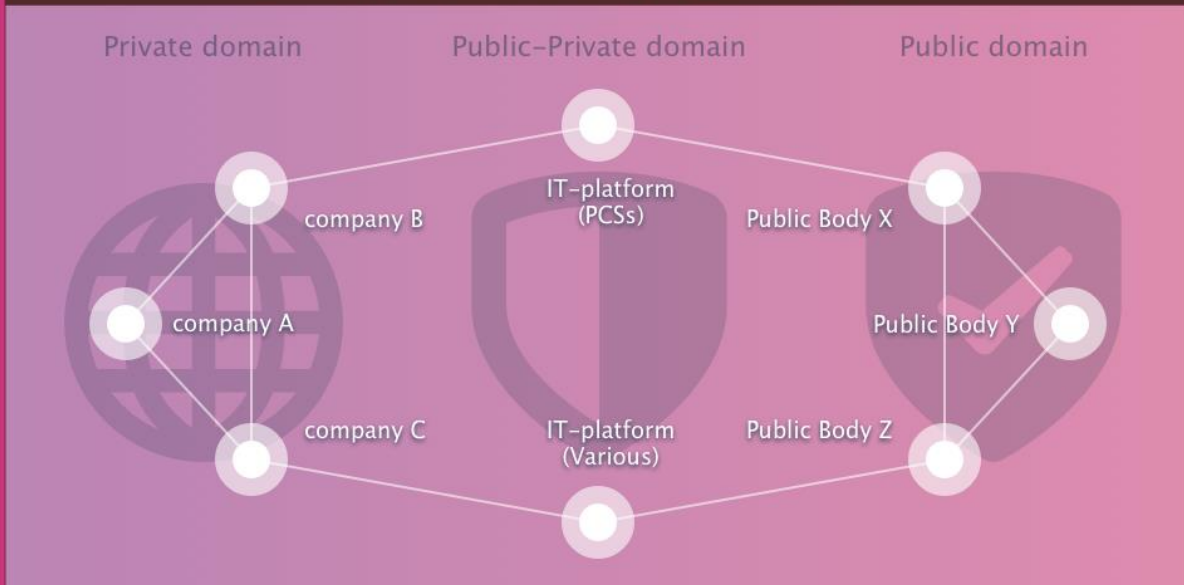 Private domain
Public-Private domain
Public domain
IT-platform
(PCSs)
company B
Public Body X
company A
Public Body Y
company C
IT-platform
(Various)
Public Body Z